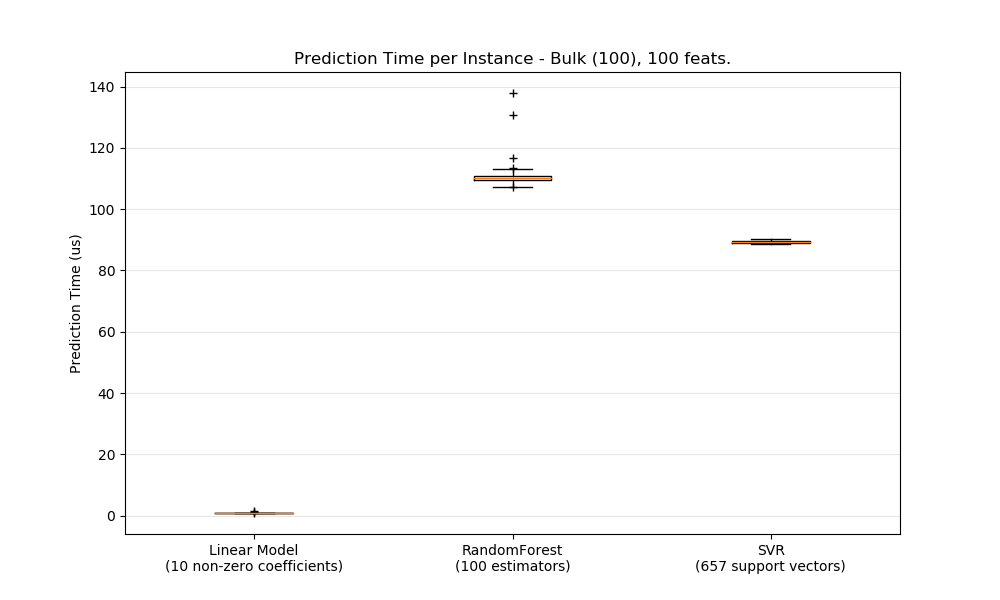 Prediction Time per Instance - Bulk (100), 100 feats.
140
120
100
80
60
40
20
0
Prediction Time (us)
Linear Model
(10 non-zero coefficients)
RandomForest
(100 estimators)
SVR
(657 support vectors)